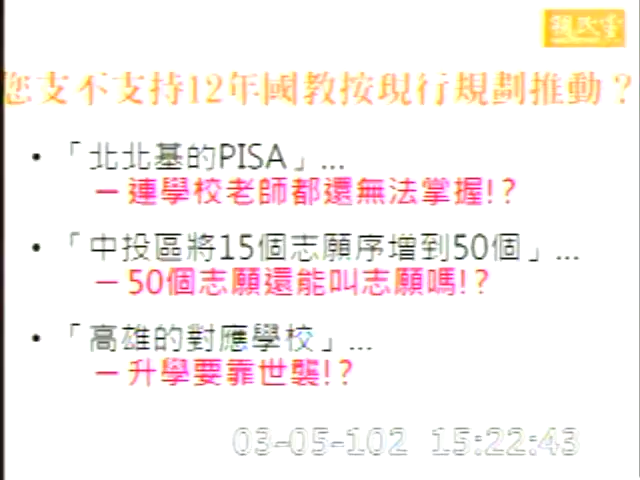 親民黨
您支不支持12年國教按現行規劃推動？
• 「北北基的PISA」…
－連學校老師都還無法掌握!？
• 「中投區將15個志願序增到50個」…
－50個志願還能叫志願嗎!？
• 「高雄的對應學校」…
－升學要靠世襲!？
03-05-102 15:22:43